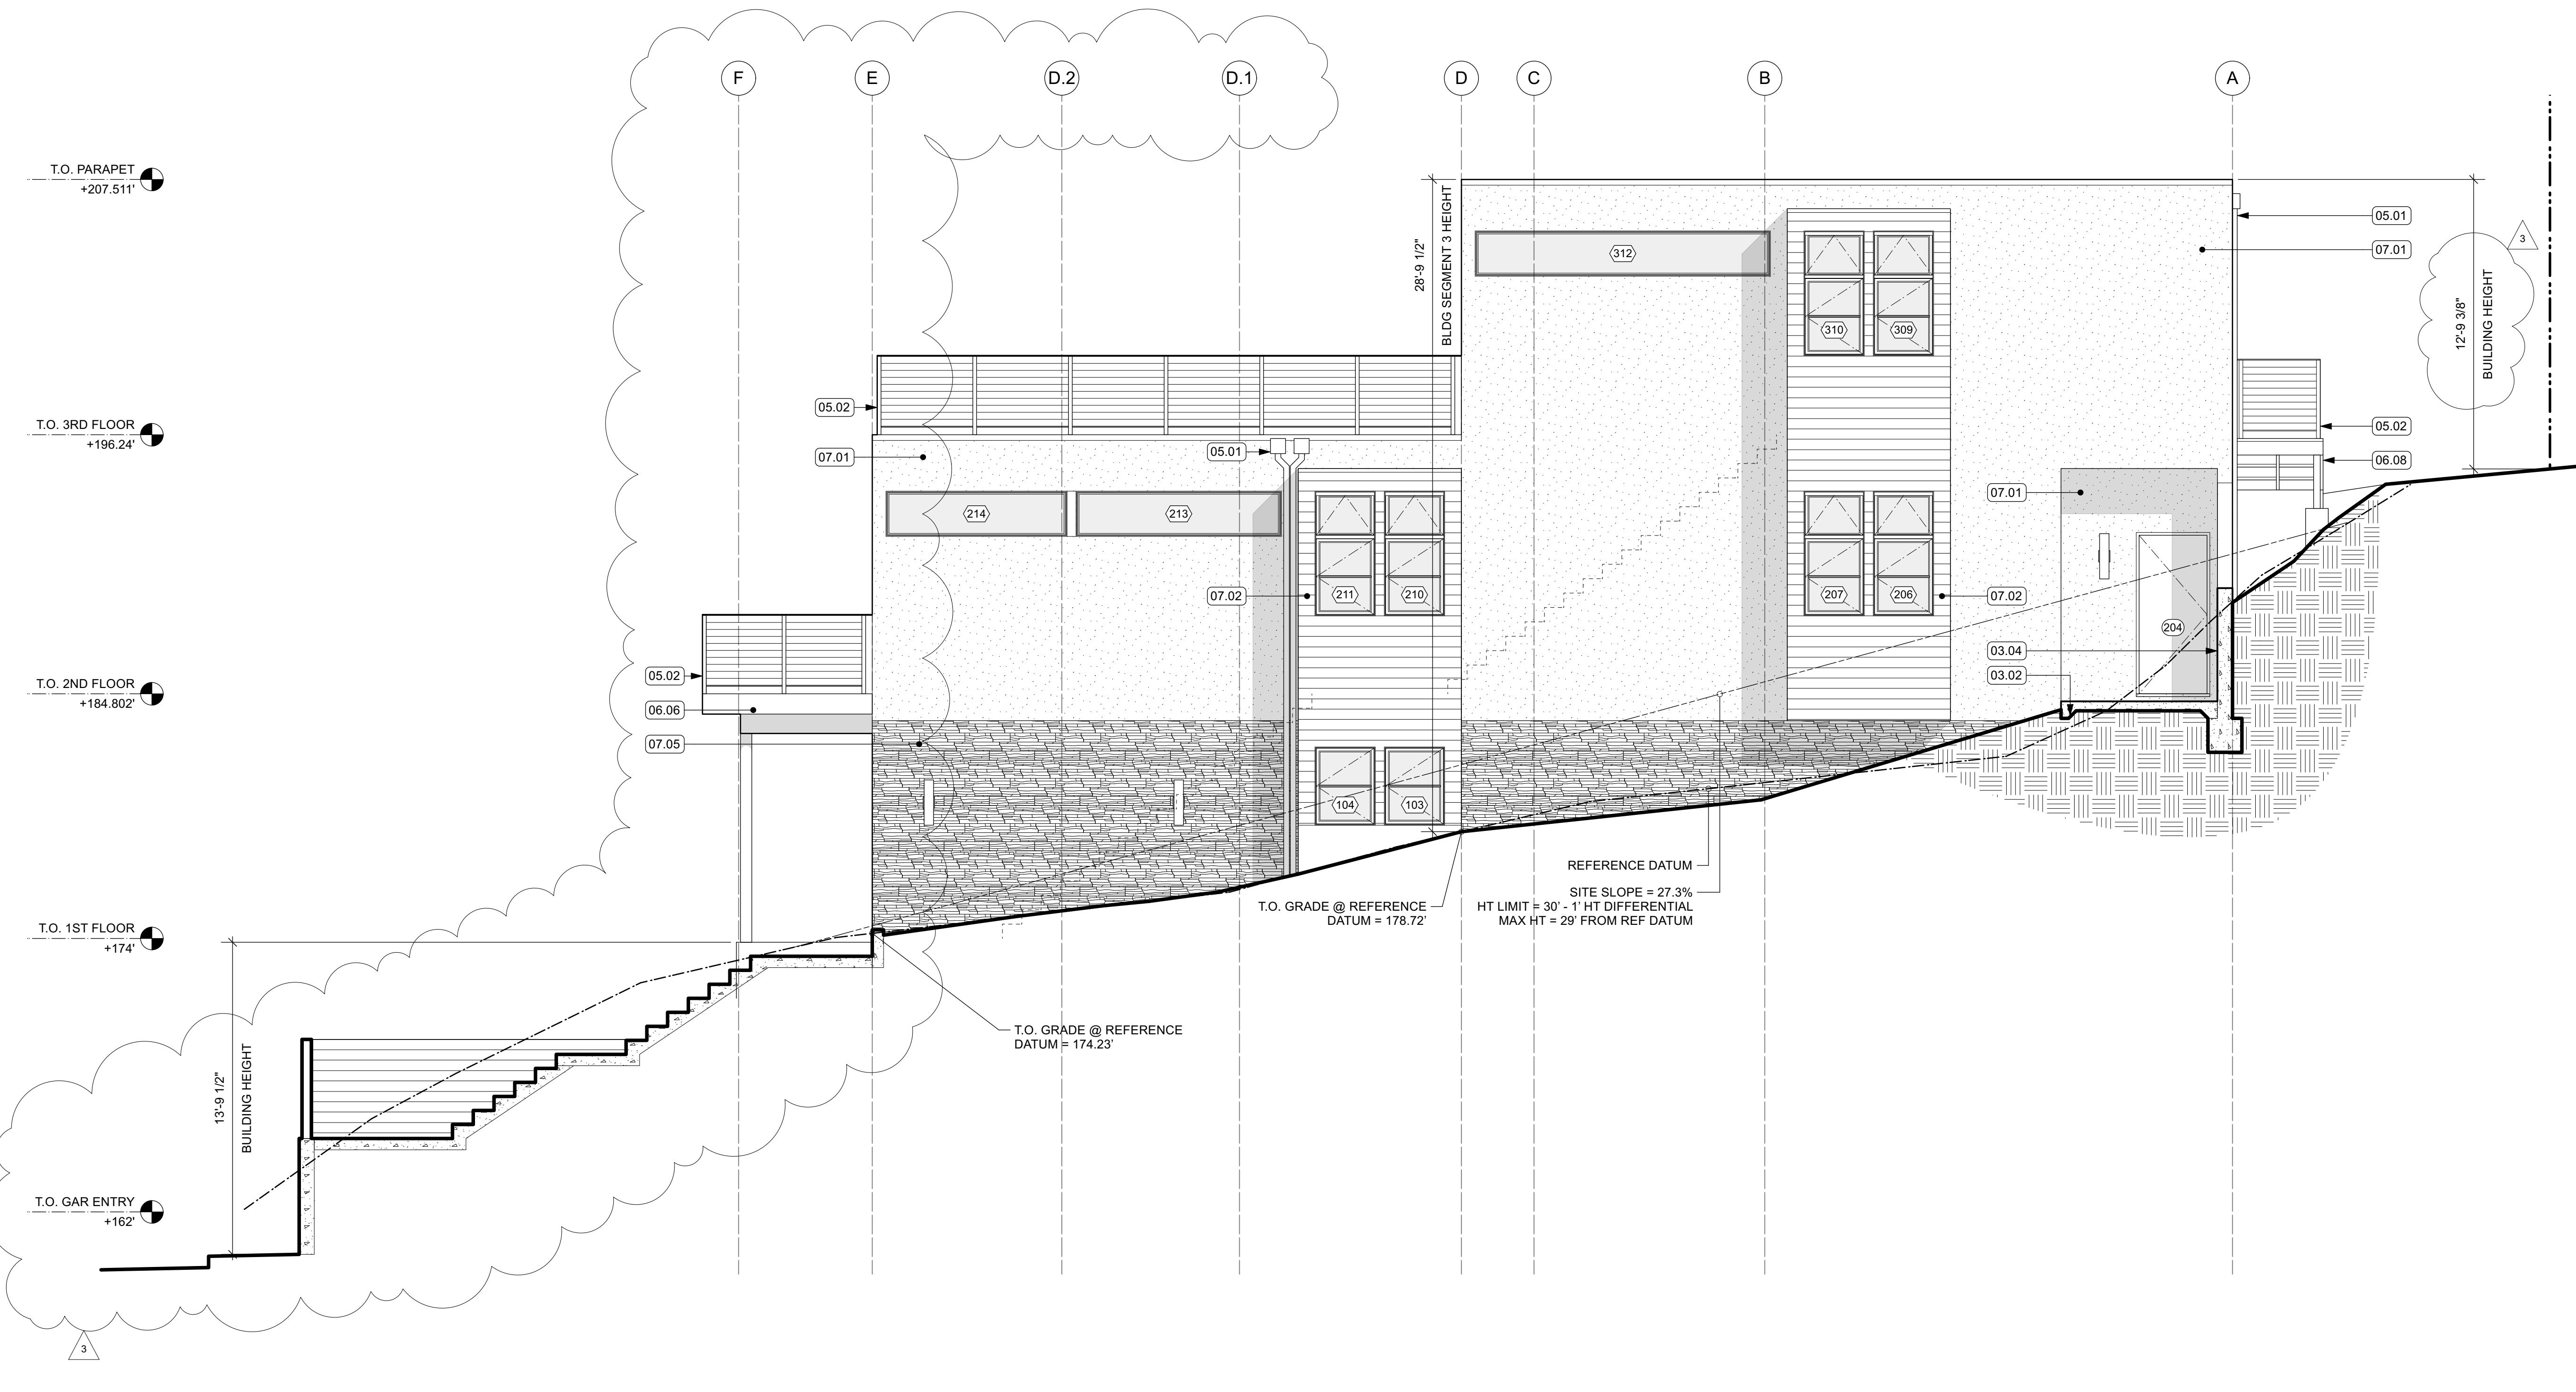 F
E
D.2
D.1
D
C
B
A
T.O. PARAPET
+207.511'
T.O. 3RD FLOOR
+196.24'
T.O. 2ND FLOOR
+184.802'
T.O. 1ST FLOOR
+174'
T.O. GAR ENTRY
+162'
28'-9 1/2"
BLDG SEGMENT 3 HEIGHT
312
310
309
05.01
07.01
3
12'-9 3/8"
BUILDING HEIGHT
05.02
05.02
07.01
05.01
06.08
214
213
07.01
07.02
211
210
207
206
07.02
204
05.02
03.04
03.02
06.06
07.05
104
103
REFERENCE DATUM
SITE SLOPE = 27.3%
HT LIMIT = 30' - 1' HT DIFFERENTIAL
MAX HT = 29' FROM REF DATUM
T.O. GRADE @ REFERENCE
DATUM = 178.72'
T.O. GRADE @ REFERENCE
DATUM = 174.23'
13'-9 1/2"
BUILDING HEIGHT
3